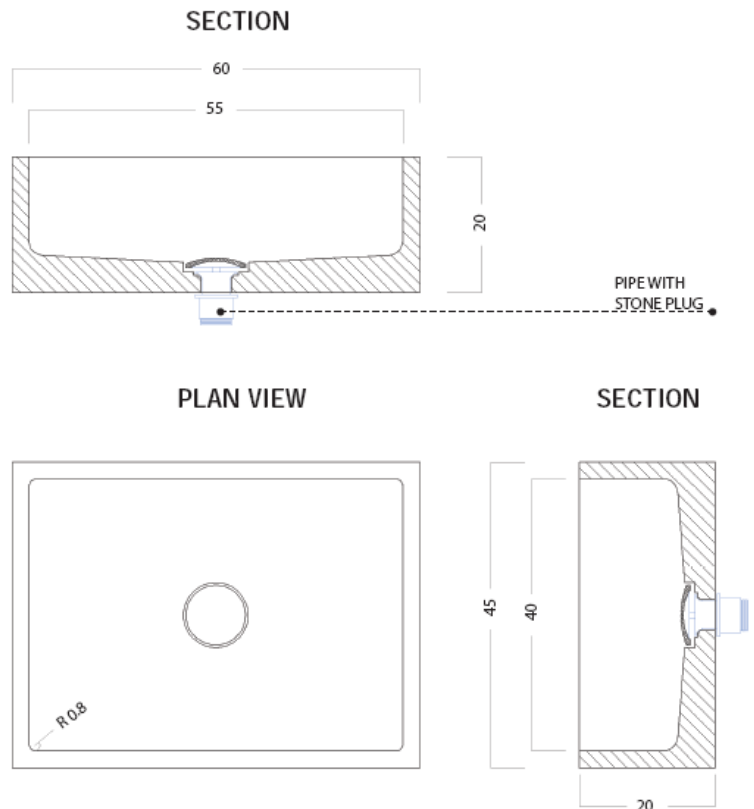 SECTION
60
55
20
PIPE WITH
STONE PLUG
PLAN VIEW
SECTION
45
40
R 0.8
20